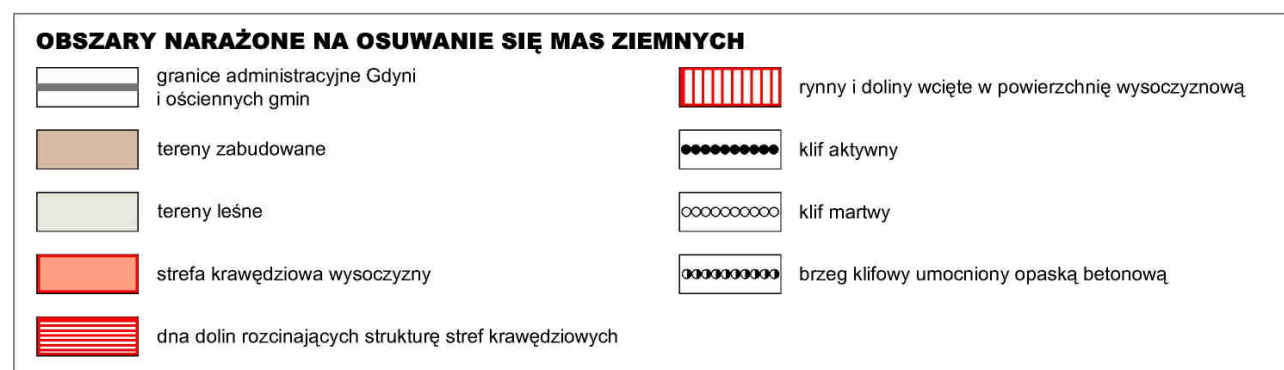 OBSZARY NARAŻONE NA OSUWANIE SIĘ MAS ZIEMNYCH
granice administracyjne Gdyni
i ościennych gmin
tereny zabudowane
tereny leśne
strefa krawędziowa wysoczyzny
dna dolin rozcinających strukturę stref krawędziowych
rynny i doliny wcięte w powierzchnię wysoczyznową
klif aktywny
klif martwy
brzeg klifowy umocniony opaską betonową